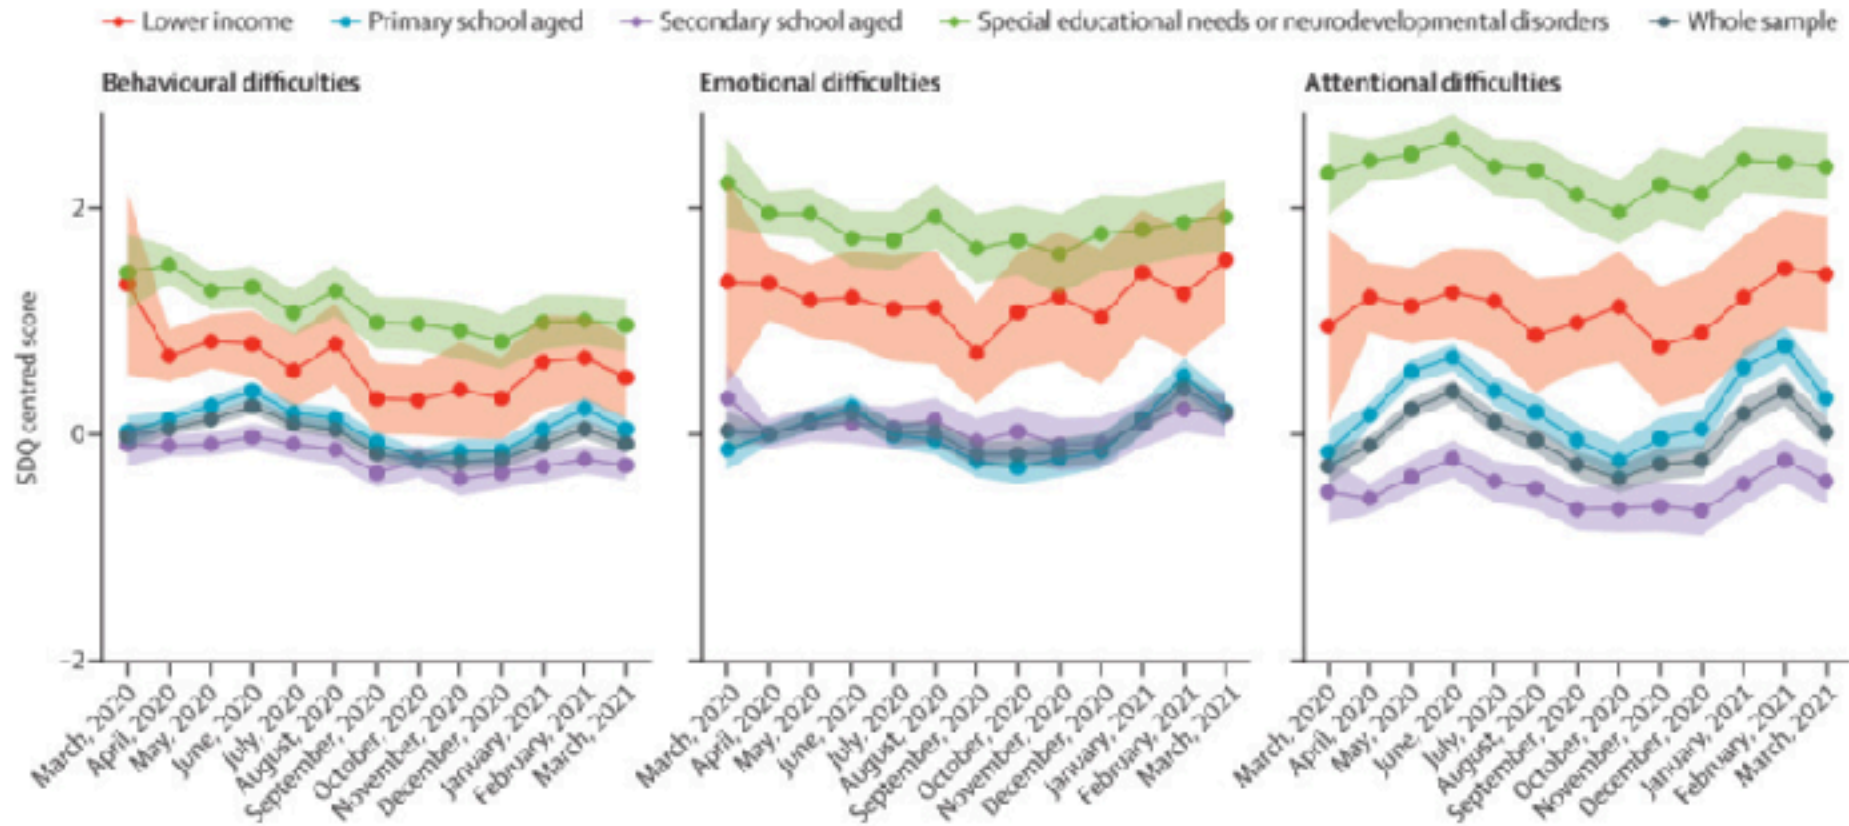 Lower income Primary school aged Secondary school aged Special educational needs or neurodevelopmental disorders Whole sample
Behavioural difficulties Emotional difficulties Attentional difficulties
SDQ centred score
2
0
-2
March, 2020
April, 2020
May, 2020
June, 2020
July, 2020
August, 2020
September, 2020
October, 2020
November, 2020
December, 2020
January, 2021
February, 2021
March, 2021
March, 2020
April, 2020
May, 2020
June, 2020
July, 2020
August, 2020
September, 2020
October, 2020
November, 2020
December, 2020
January, 2021
February, 2021
March, 2021
March, 2020
April, 2020
May, 2020
June, 2020
July, 2020
August, 2020
September, 2020
October, 2020
November, 2020
December, 2020
January, 2021
February, 2021
March, 2021